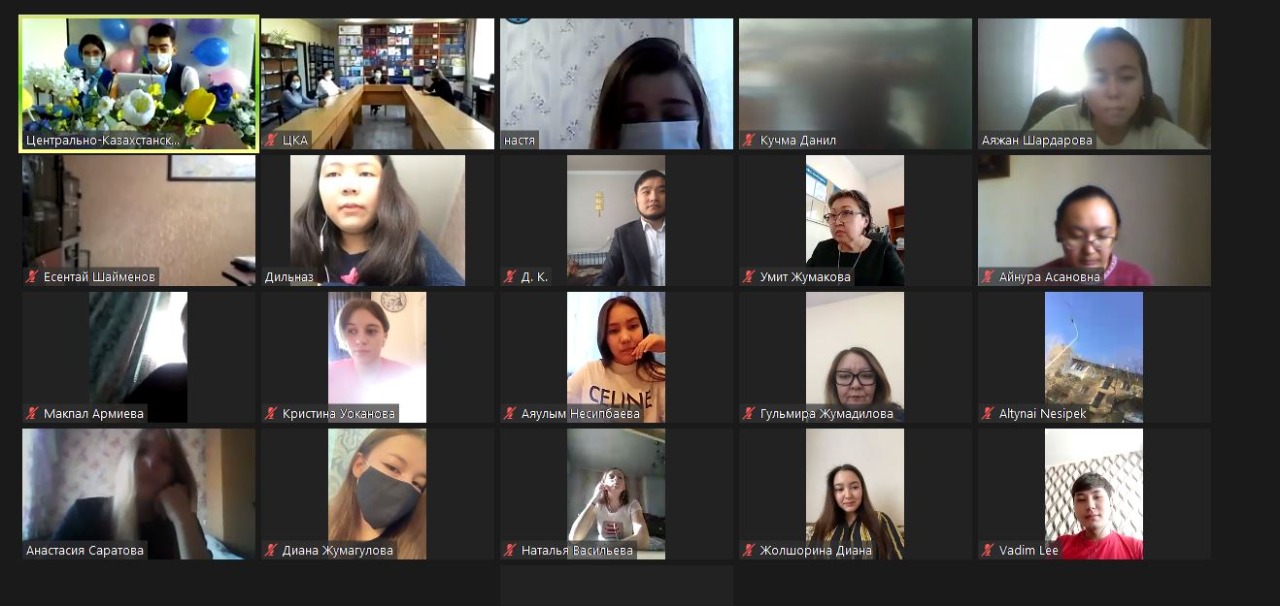 Центрально-Казахстанск...
ЦКА
настя
Кучма Данил
Аяжан Шардарова
Есентай Шайменов
Дильназ
Д. К.
Умит Жумакова
Айнура Асановна
Макпал Армиева
Кристина Уоканова
Аяулым Несипбаева
CELINE
Гульмира Жумадилова
Altynai Nesipek
Анастасия Саратова
Диана Жумагулова
Наталья Васильева
Жолшорина Диана
Vadim Lee